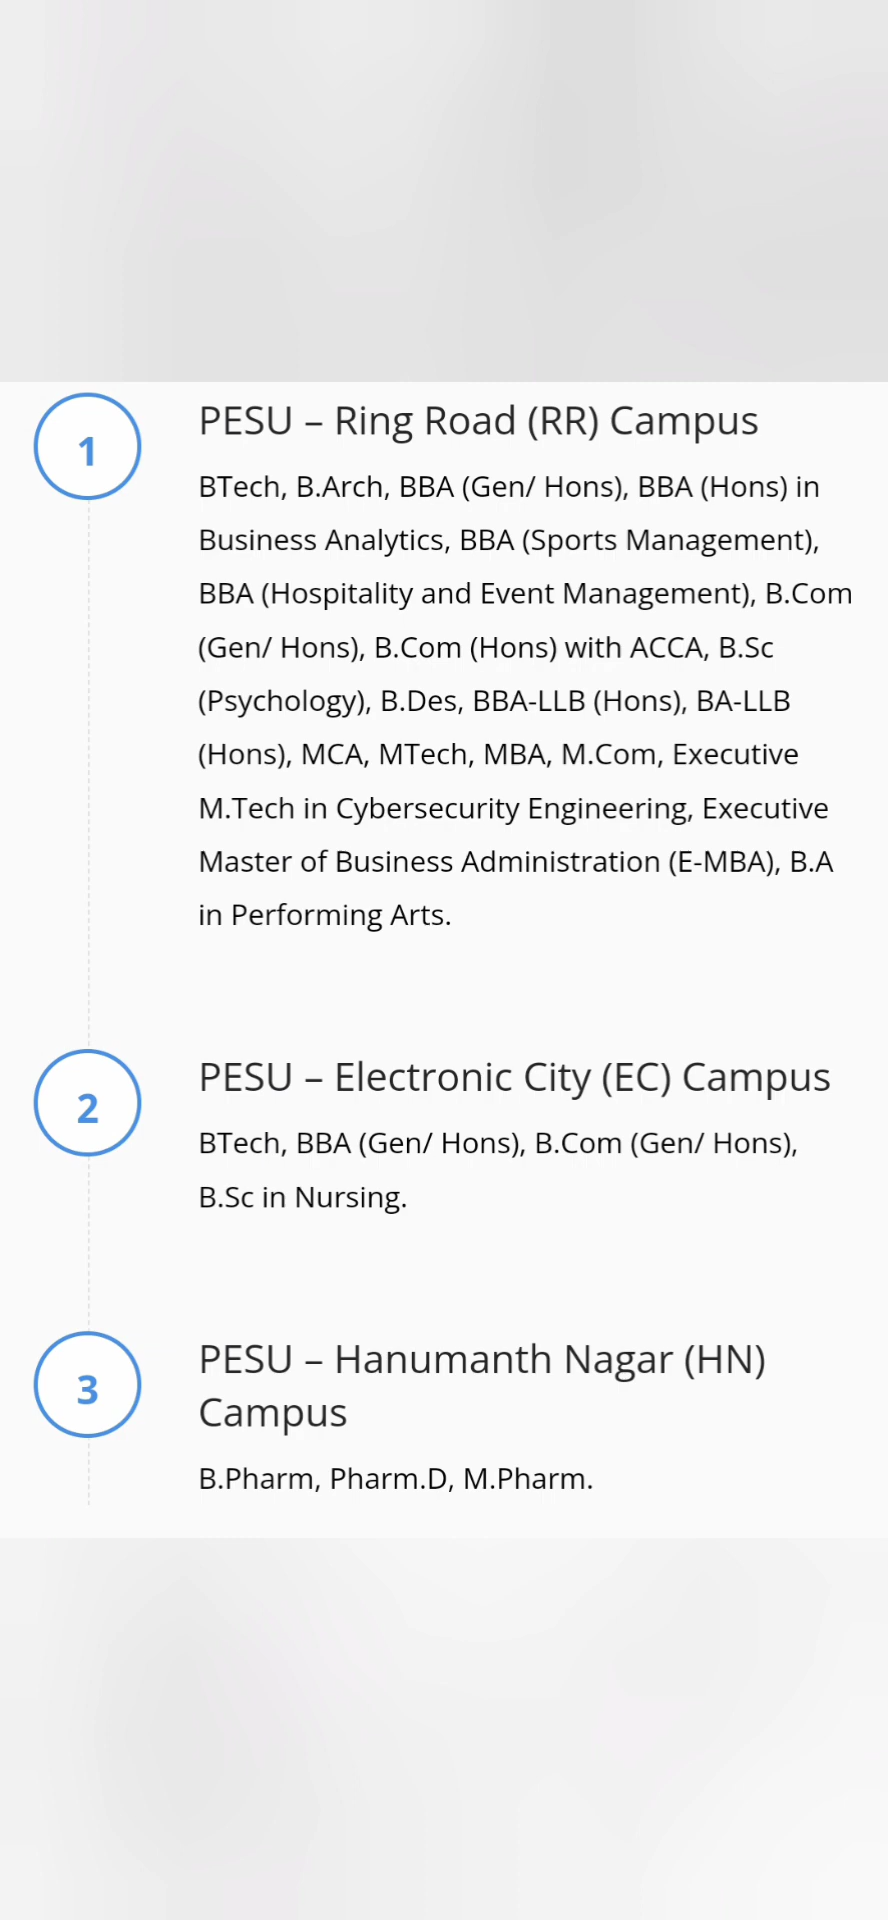 1
PESU – Ring Road (RR) Campus
BTech, B.Arch, BBA (Gen/ Hons), BBA (Hons) in
Business Analytics, BBA (Sports Management),
BBA (Hospitality and Event Management), B.Com
(Gen/ Hons), B.Com (Hons) with ACCA, B.Sc
(Psychology), B.Des, BBA-LLB (Hons), BA-LLB
(Hons), MCA, MTech, MBA, M.Com, Executive
M.Tech in Cybersecurity Engineering, Executive
Master of Business Administration (E-MBA), B.A
in Performing Arts.
2
PESU – Electronic City (EC) Campus
BTech, BBA (Gen/ Hons), B.Com (Gen/ Hons),
B.Sc in Nursing.
3
PESU – Hanumanth Nagar (HN)
Campus
B.Pharm, Pharm.D, M.Pharm.